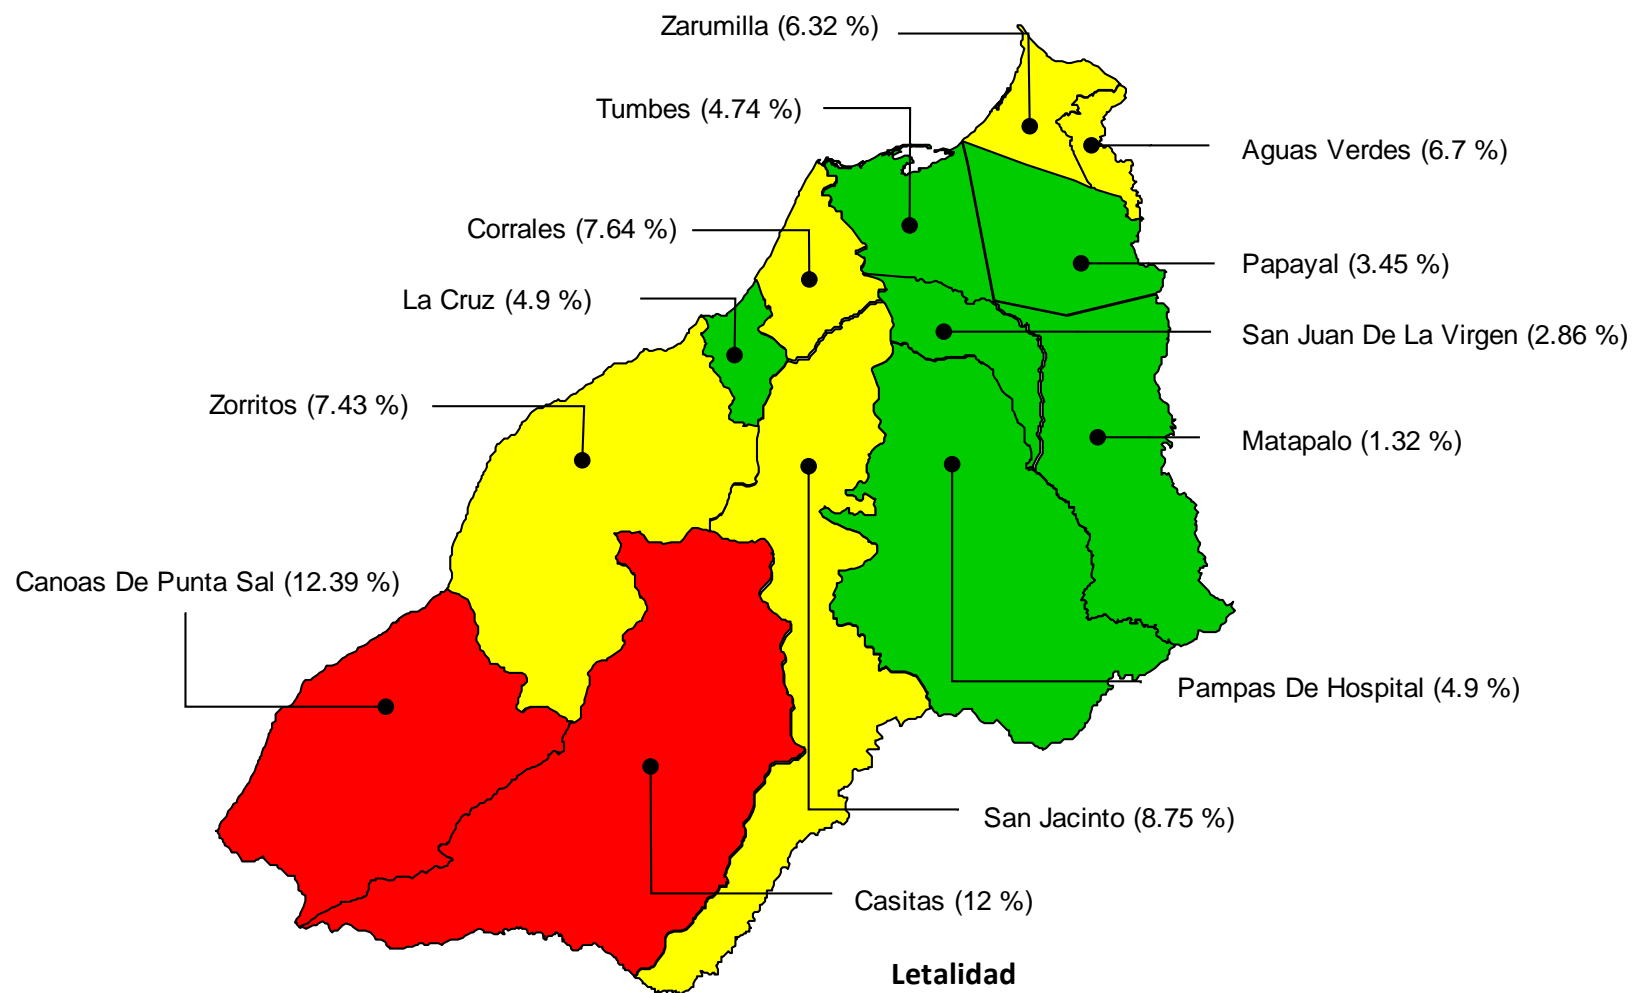 Zarumilla (6.32 %)
Tumbes (4.74 %)
Aguas Verdes (6.7 %)
Corrales (7.64 %)
Papayal (3.45 %)
La Cruz (4.9 %)
San Juan De La Virgen (2.86 %)
Zorritos (7.43 %)
Matapalo (1.32 %)
Canoas De Punta Sal (12.39 %)
Pampas De Hospital (4.9 %)
San Jacinto (8.75 %)
Casitas (12 %)
Letalidad